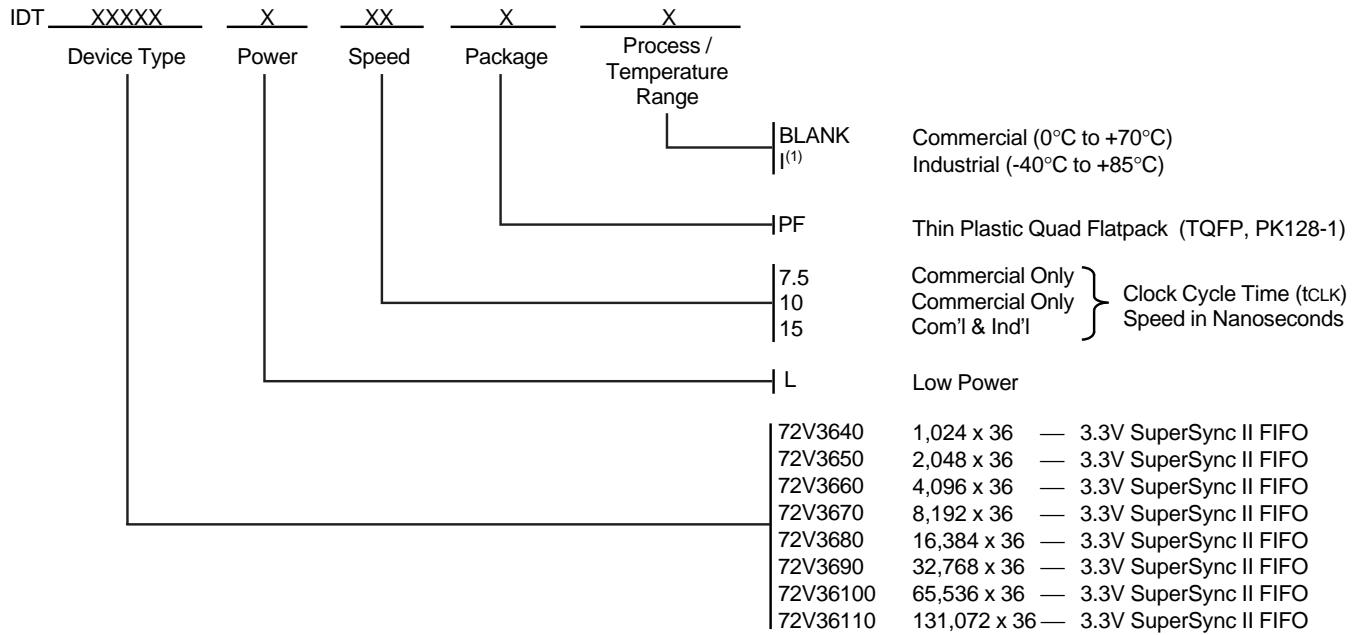 IDT XXXXX X XX X X
Device Type Power Speed Package Process /
Temperature
Range
BLANK Commercial (0°C to +70°C)
I(1) Industrial (-40°C to +85°C)
PF Thin Plastic Quad Flatpack (TQFP, PK128-1)
7.5 Commercial Only
10 Commercial Only
15 Com'l & Ind'l
Clock Cycle Time (tCLK)
Speed in Nanoseconds
L Low Power
72V3640 1,024 x 36 — 3.3V SuperSync II FIFO
72V3650 2,048 x 36 — 3.3V SuperSync II FIFO
72V3660 4,096 x 36 — 3.3V SuperSync II FIFO
72V3670 8,192 x 36 — 3.3V SuperSync II FIFO
72V3680 16,384 x 36 — 3.3V SuperSync II FIFO
72V3690 32,768 x 36 — 3.3V SuperSync II FIFO
72V36100 65,536 x 36 — 3.3V SuperSync II FIFO
72V36110 131,072 x 36 — 3.3V SuperSync II FIFO